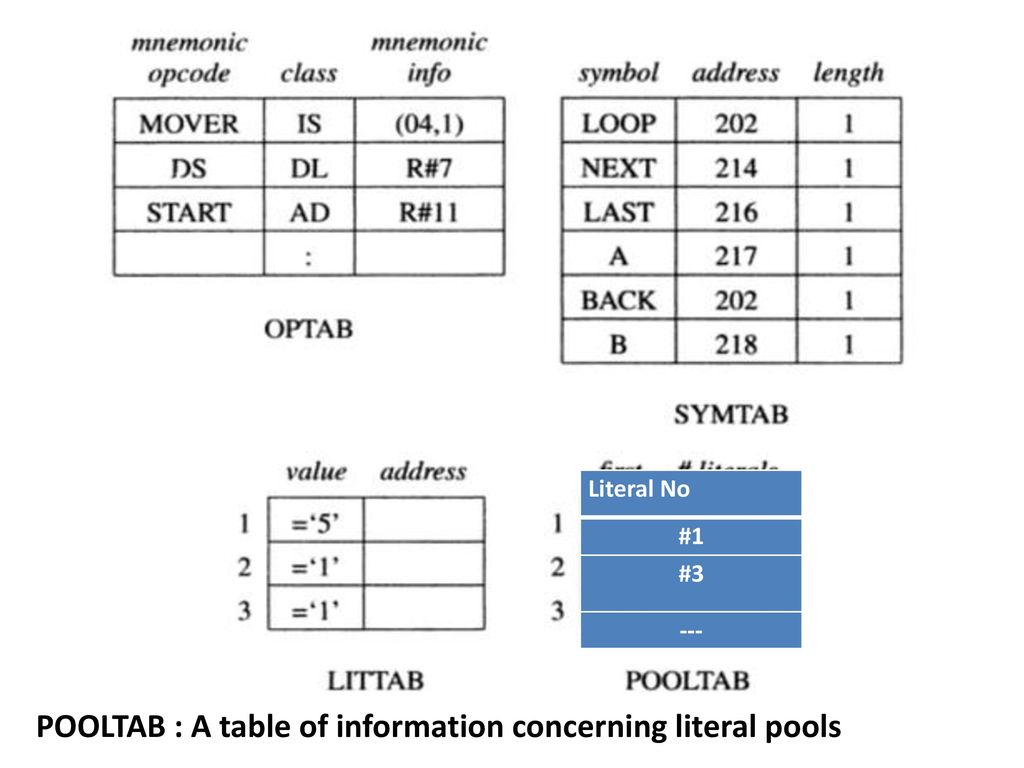 mnemonic opcode class mnemonic info
MOVER IS (04,1)
DS DL R#7
START AD R#11
:
OPTAB
symbol address length
LOOP 202 1
NEXT 214 1
LAST 216 1
A 217 1
BACK 202 1
B 218 1
SYMTAB
value address
1 =‘5’
2 =‘1’
3 =‘1’
LITTAB
Literal No
1 #1
2 #3
3 ---
POOLTAB
POOLTAB : A table of information concerning literal pools